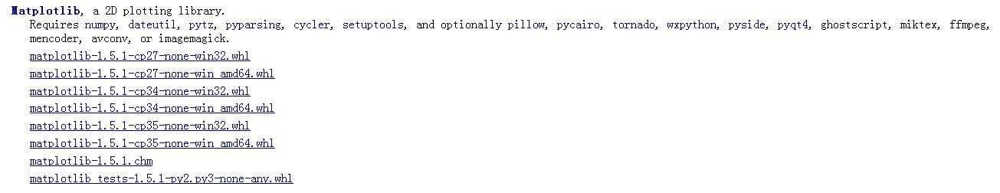 Matplotlib, a 2D plotting library.
Requires numpy, dateutil, pytz, pyparsing, cycler, setuptools, and optionally pillow, pycairo, tornado, wxpython, pyside, pyqt4, ghostscript, miktex, ffmpeg,
mencoder, avconv, or imagemagick.
matplotlib-1.5.1-cp27-none-win32.whl
matplotlib-1.5.1-cp27-none-win_amd64.whl
matplotlib-1.5.1-cp34-none-win32.whl
matplotlib-1.5.1-cp34-none-win_amd64.whl
matplotlib-1.5.1-cp35-none-win32.whl
matplotlib-1.5.1-cp35-none-win_amd64.whl
matplotlib-1.5.1.chm
matplotlib_tests-1.5.1-py2.py3-none-any.whl